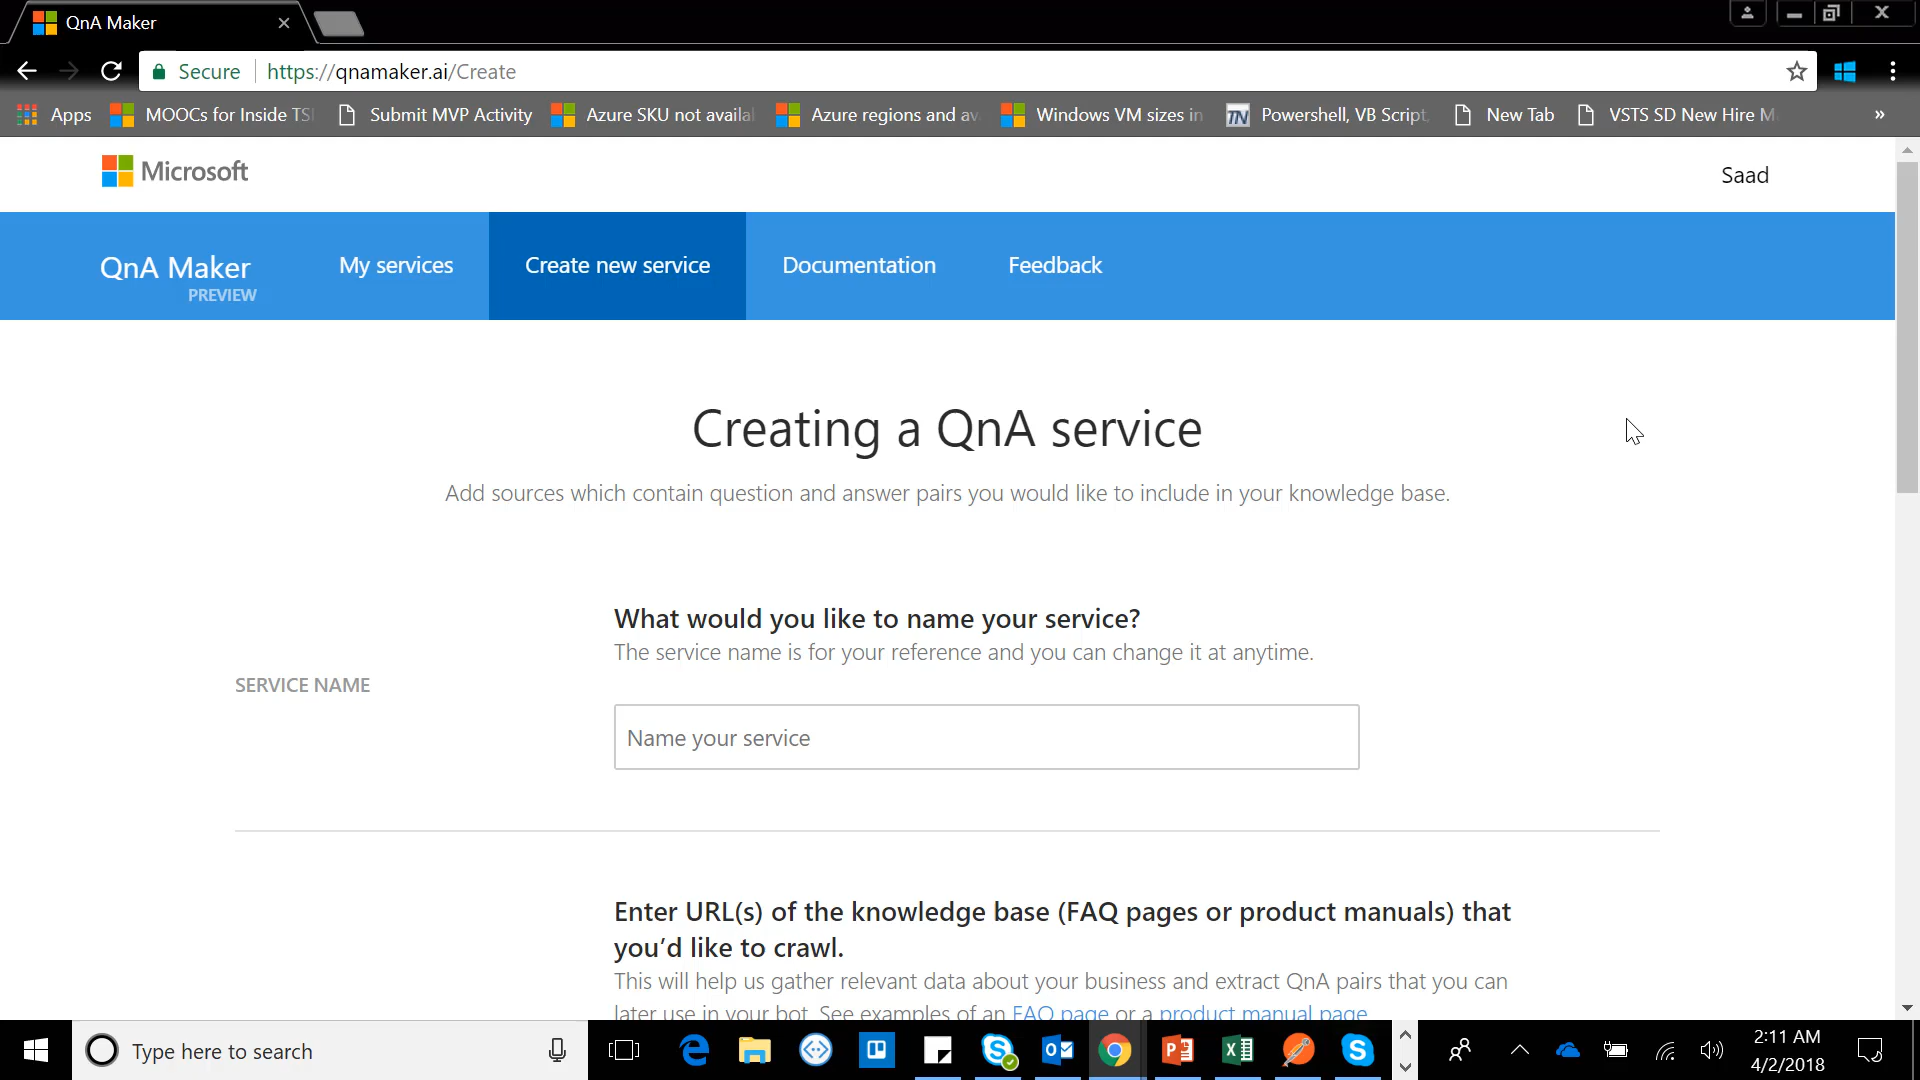 QnA Maker
Secure https://qnamaker.ai/Create
Apps MOOCs for Inside TS Submit MVP Activity Azure SKU not availal Azure regions and av Windows VM sizes in Powershell, VB Script, New Tab VSTS SD New Hire M »
Microsoft Saad
QnA Maker My services Create new service Documentation Feedback
PREVIEW
Creating a QnA service
Add sources which contain question and answer pairs you would like to include in your knowledge base.
What would you like to name your service?
The service name is for your reference and you can change it at anytime.
SERVICE NAME
Name your service
Enter URL(s) of the knowledge base (FAQ pages or product manuals) that
you’d like to crawl.
This will help us gather relevant data about your business and extract QnA pairs that you can
later use in your bot. See examples of an FAQ page or a product manual page
Type here to search
2:11 AM
4/2/2018